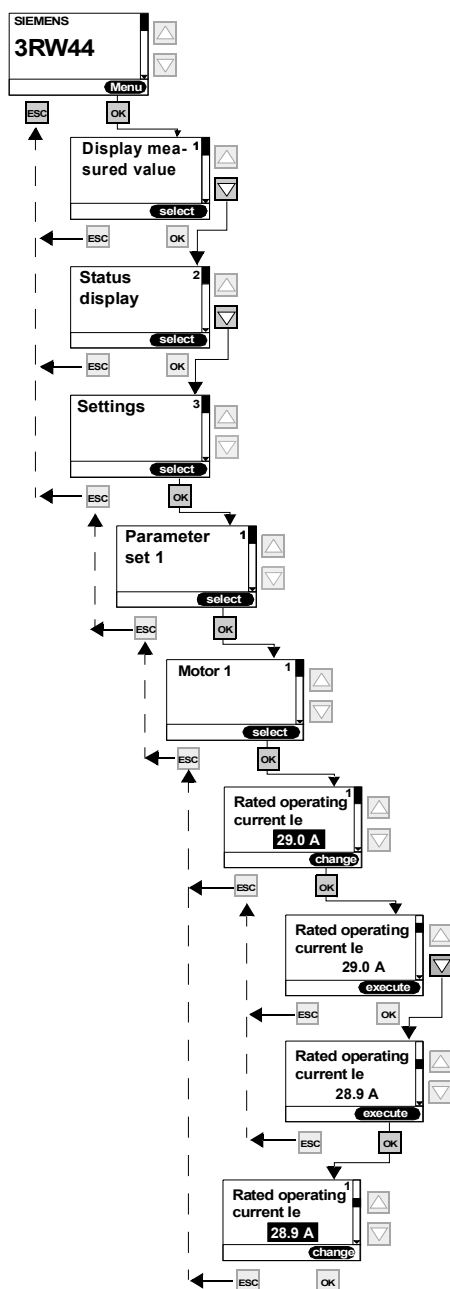 SIEMENS
3RW44
Menu
ESC
OK
Display mea-
1
sured value
select
ESC
OK
Status
2
display
select
ESC
OK
Settings
3
select
ESC
OK
Parameter
1
set 1
select
ESC
OK
Motor 1
1
select
ESC
OK
1
Rated operating
current Ie
29.0 A
change
ESC
OK
Rated operating
current Ie
29.0 A
execute
ESC
OK
Rated operating
current Ie
28.9 A
execute
ESC
OK
1
Rated operating
current Ie
28.9 A
change
ESC
OK